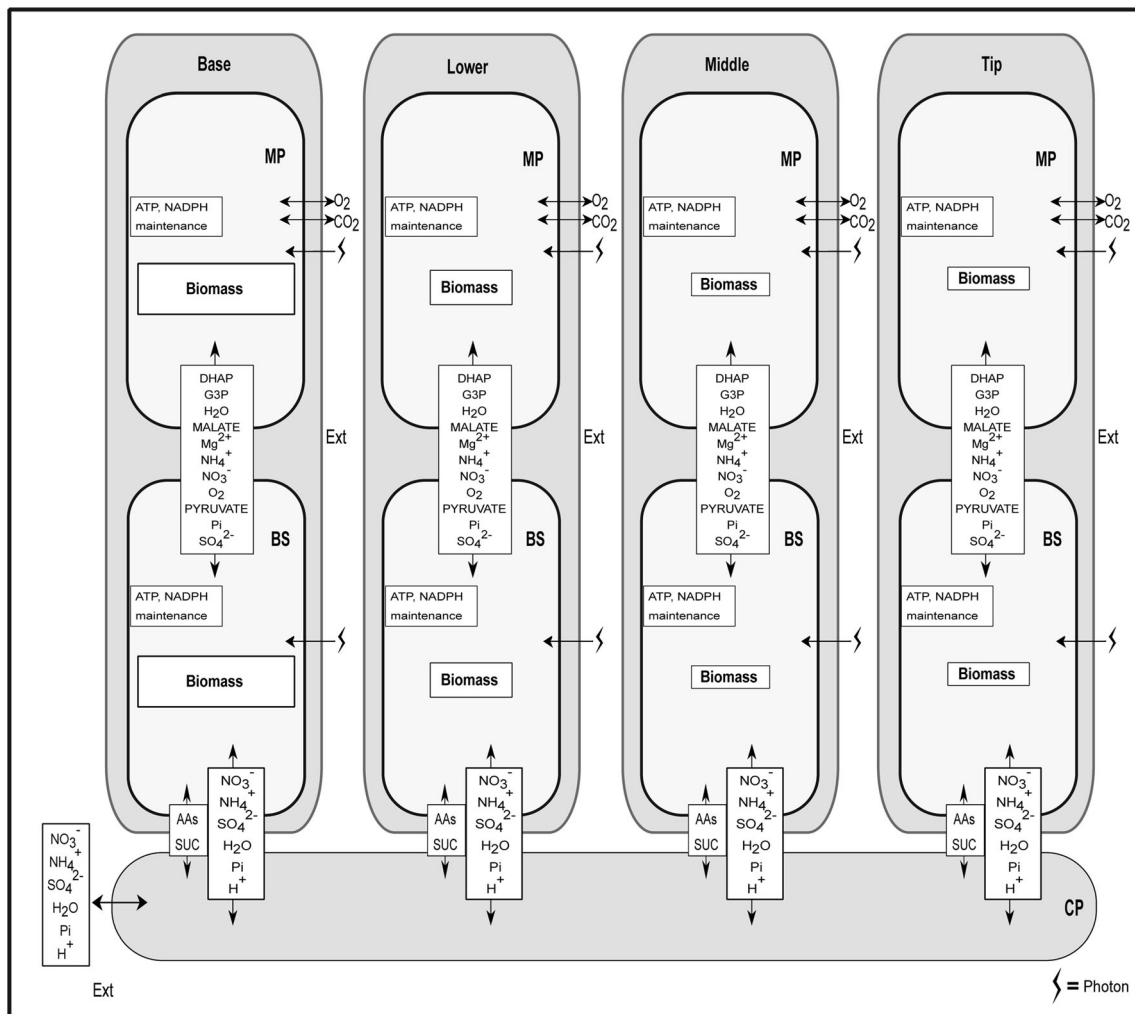 Base
MP
ATP, NADPH
maintenance
O2
CO2
Biomass
DHAP
G3P
H2O
MALATE
Mg2+
NH4+
NO3-
O2
PYRUVATE
Pi
SO42-
Ext
BS
ATP, NADPH
maintenance
Biomass
AAs
SUC
NO3-
NH4+
SO42-
H2O
Pi
H+
Lower
MP
ATP, NADPH
maintenance
O2
CO2
Biomass
DHAP
G3P
H2O
MALATE
Mg2+
NH4+
NO3-
O2
PYRUVATE
Pi
SO42-
Ext
BS
ATP, NADPH
maintenance
Biomass
AAs
SUC
NO3-
NH4+
SO42-
H2O
Pi
H+
Middle
MP
ATP, NADPH
maintenance
O2
CO2
Biomass
DHAP
G3P
H2O
MALATE
Mg2+
NH4+
NO3-
O2
PYRUVATE
Pi
SO42-
Ext
BS
ATP, NADPH
maintenance
Biomass
AAs
SUC
NO3-
NH4+
SO42-
H2O
Pi
H+
Tip
MP
ATP, NADPH
maintenance
O2
CO2
Biomass
DHAP
G3P
H2O
MALATE
Mg2+
NH4+
NO3-
O2
PYRUVATE
Pi
SO42-
Ext
BS
ATP, NADPH
maintenance
Biomass
AAs
SUC
NO3-
NH4+
SO42-
H2O
Pi
H+
NO3-
NH4+
SO42-
H2O
Pi
H+
Ext
CP
= Photon